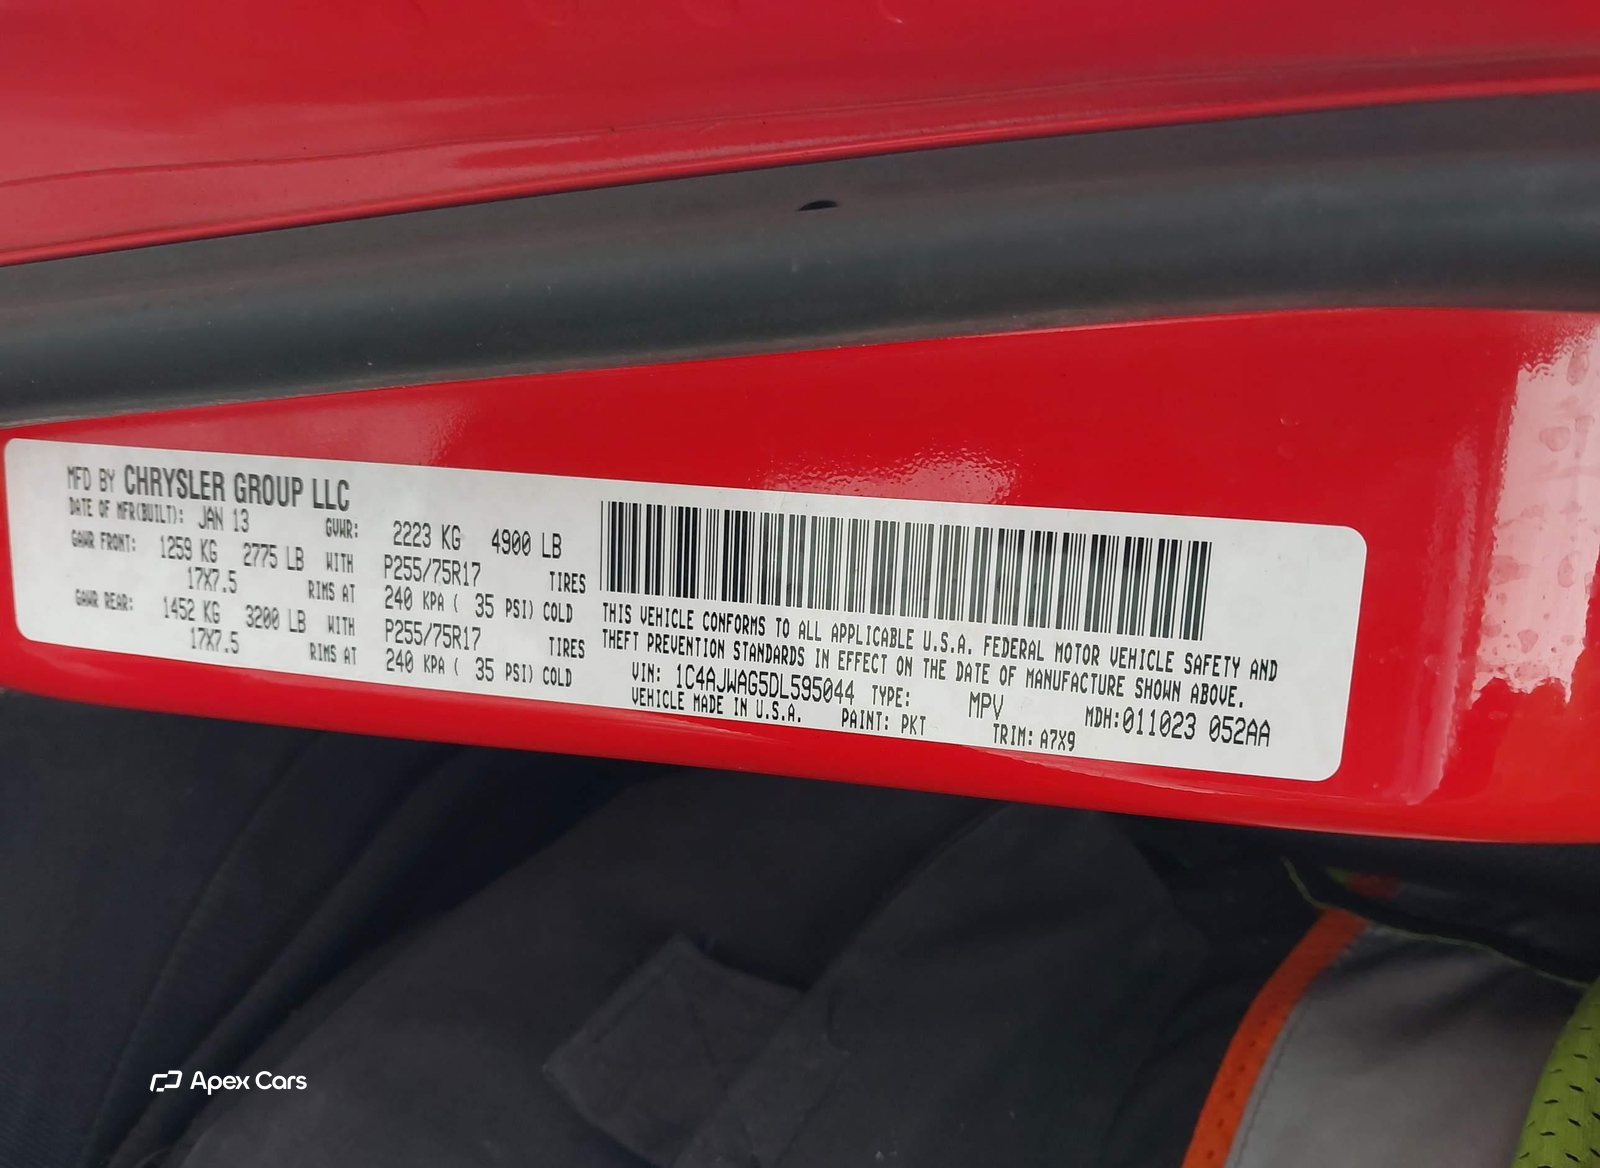 MFD BY CHRYSLER GROUP LLC
DATE OF MFR(BUILT): JAN 13 GVWR: 2223 KG 4900 LB
GAWR FRONT: 1259 KG 2775 LB WITH P255/75R17 TIRES
17X7.5 RIMS AT 240 KPA ( 35 PSI) COLD
GAWR REAR: 1452 KG 3200 LB WITH P255/75R17 TIRES
17X7.5 RIMS AT 240 KPA ( 35 PSI) COLD
THIS VEHICLE CONFORMS TO ALL APPLICABLE U.S.A. FEDERAL MOTOR VEHICLE SAFETY AND
THEFT PREVENTION STANDARDS IN EFFECT ON THE DATE OF MANUFACTURE SHOWN ABOVE.
VIN: 1C4AJWAG5DL595044 TYPE: MPV MDH:011023 052AA
VEHICLE MADE IN U.S.A. PAINT: PKT TRIM: A7X9
Apex Cars